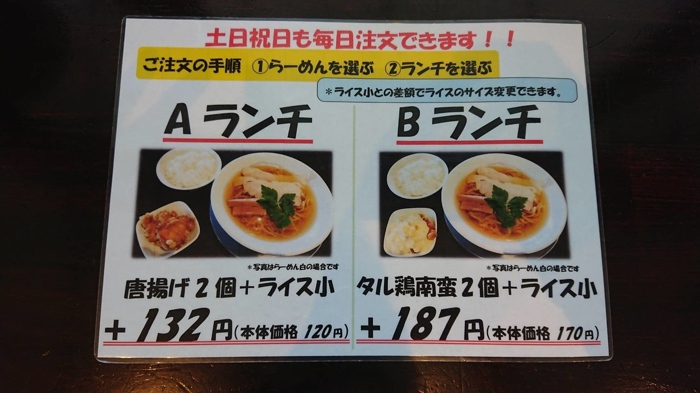 土日祝日も毎日注文できます！！
ご注文の手順 ①らーめんを選ぶ ②ランチを選ぶ
＊ライス小との差額でライスのサイズ変更できます。
Aランチ
＊写真はらーめん白の場合です
唐揚げ2個＋ライス小
＋132円(本体価格 120円)
Bランチ
＊写真はらーめん白の場合です
タル鶏南蛮2個＋ライス小
＋187円(本体価格 170円)